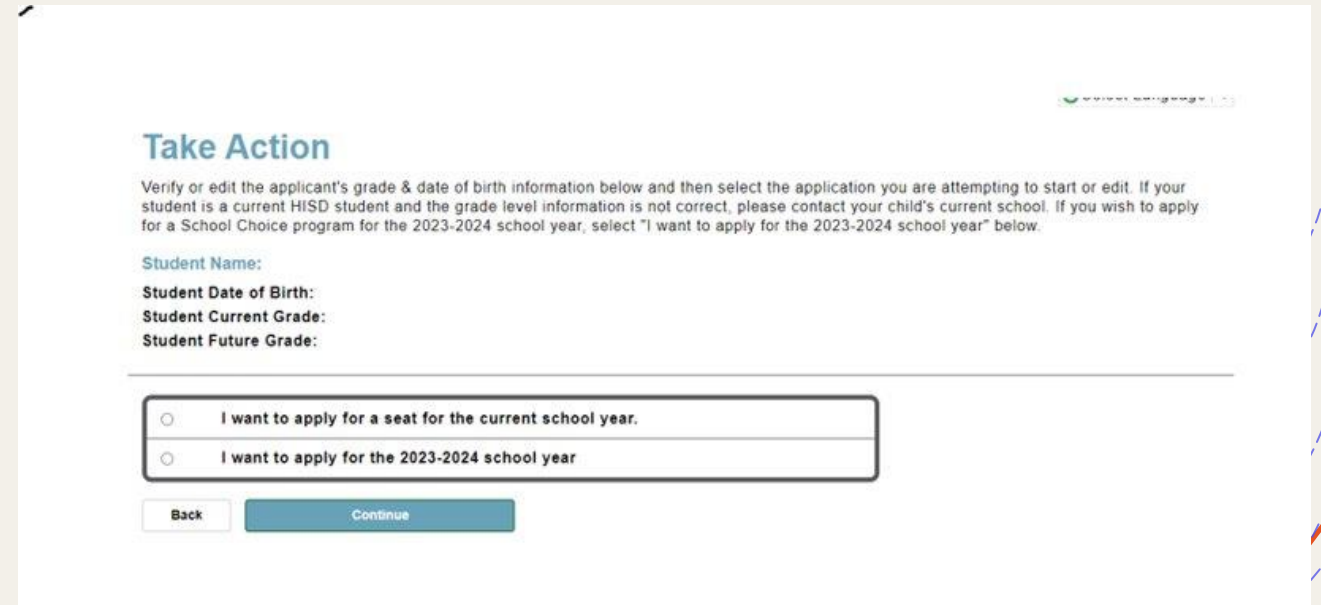 Take Action
Verify or edit the applicant's grade & date of birth information below and then select the application you are attempting to start or edit. If your
student is a current HISD student and the grade level information is not correct, please contact your child's current school. If you wish to apply
for a School Choice program for the 2023-2024 school year, select "I want to apply for the 2023-2024 school year" below.
Student Name:
Student Date of Birth:
Student Current Grade:
Student Future Grade:
I want to apply for a seat for the current school year.
I want to apply for the 2023-2024 school year
Back Continue